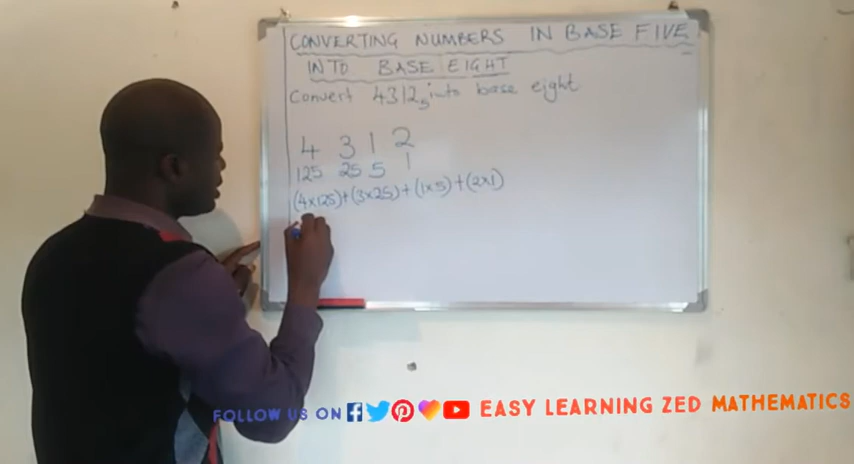 CONVERTING NUMBERS IN BASE FIVE
INTO BASE EIGHT
Convert 4312₅ into base eight
4 3 1 2
125 25 5 1
(4×125)+(3×25)+(1×5)+(2×1)
FOLLOW US ON EASY LEARNING ZED MATHEMATICS